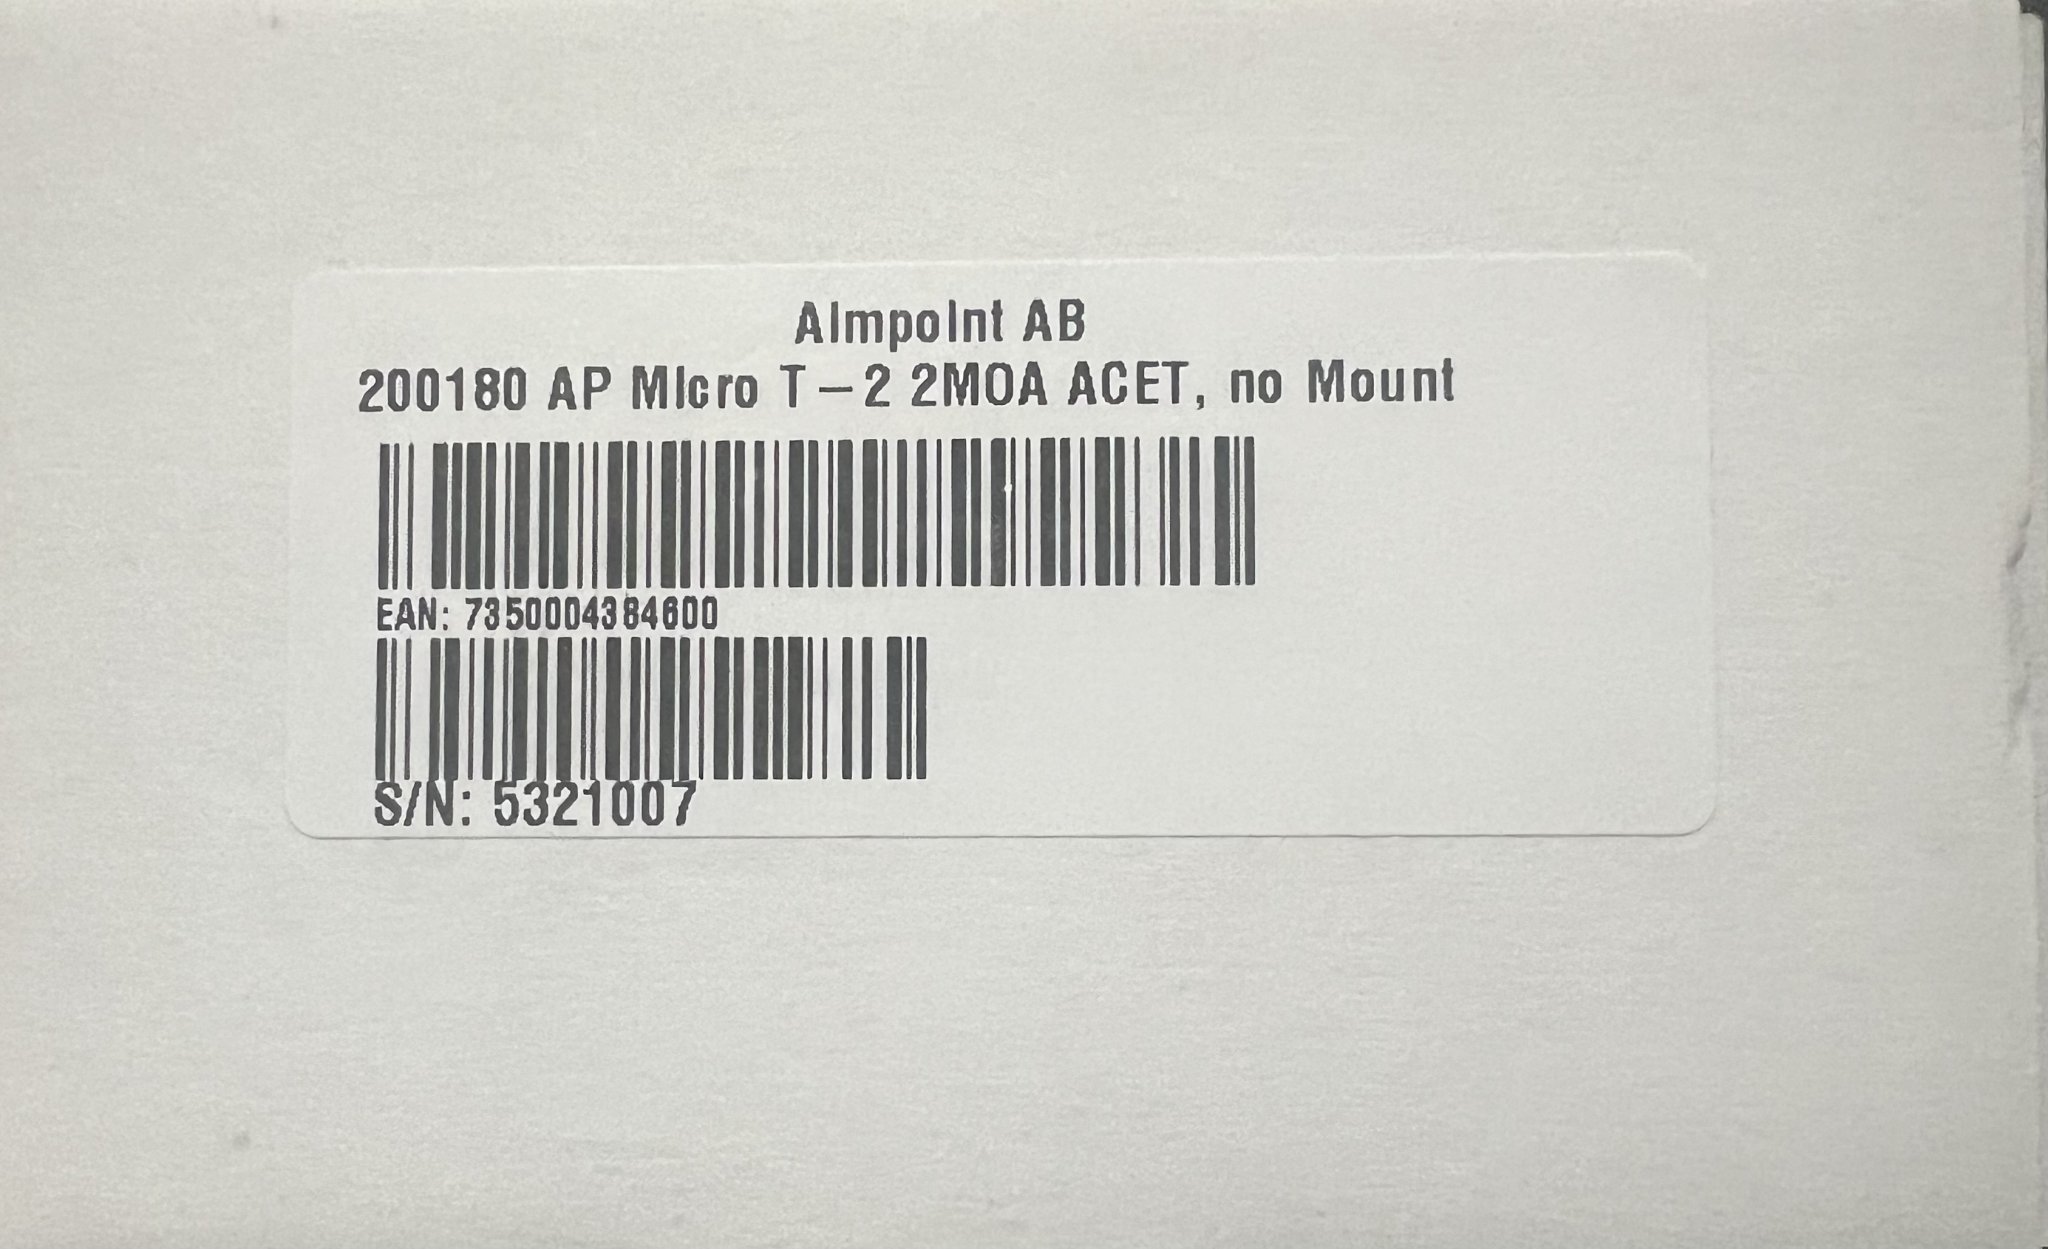 Aimpoint AB
200180 AP Micro T-2 2MOA ACET, no Mount
EAN: 7350004384600
S/N: 5321007